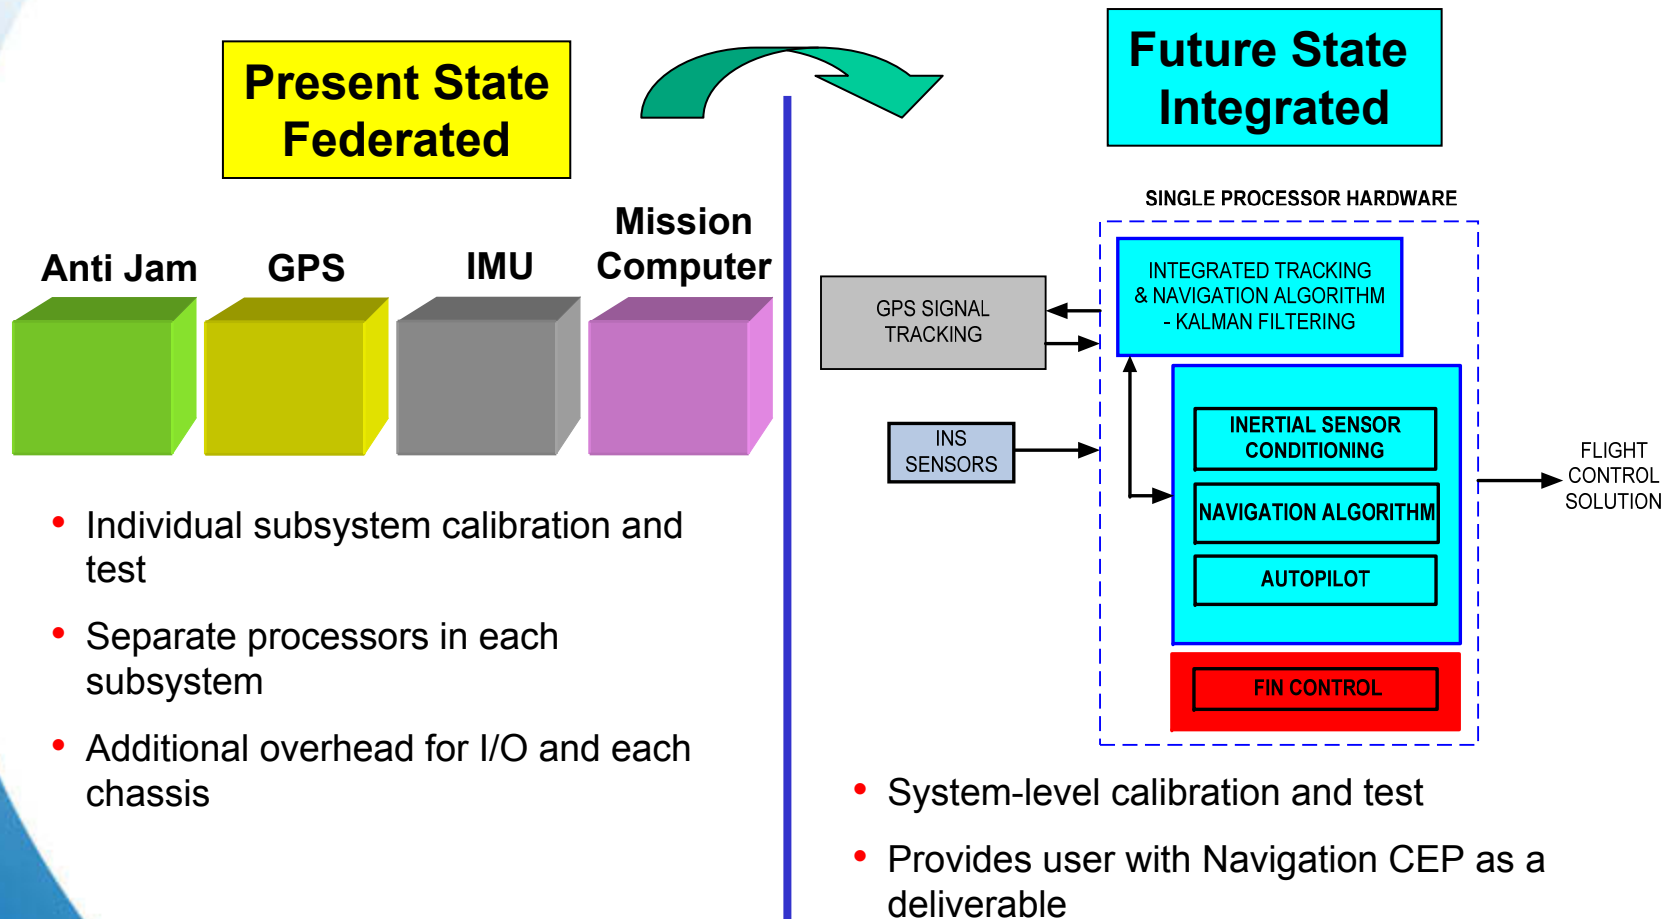 Present State
Federated
Future State
Integrated
Anti Jam
GPS
IMU
Mission
Computer
• Individual subsystem calibration and
test
• Separate processors in each
subsystem
• Additional overhead for I/O and each
chassis
SINGLE PROCESSOR HARDWARE
INTEGRATED TRACKING
& NAVIGATION ALGORITHM
- KALMAN FILTERING
GPS SIGNAL
TRACKING
INS
SENSORS
INERTIAL SENSOR
CONDITIONING
NAVIGATION ALGORITHM
AUTOPILOT
FIN CONTROL
FLIGHT
CONTROL
SOLUTION
• System-level calibration and test
• Provides user with Navigation CEP as a
deliverable